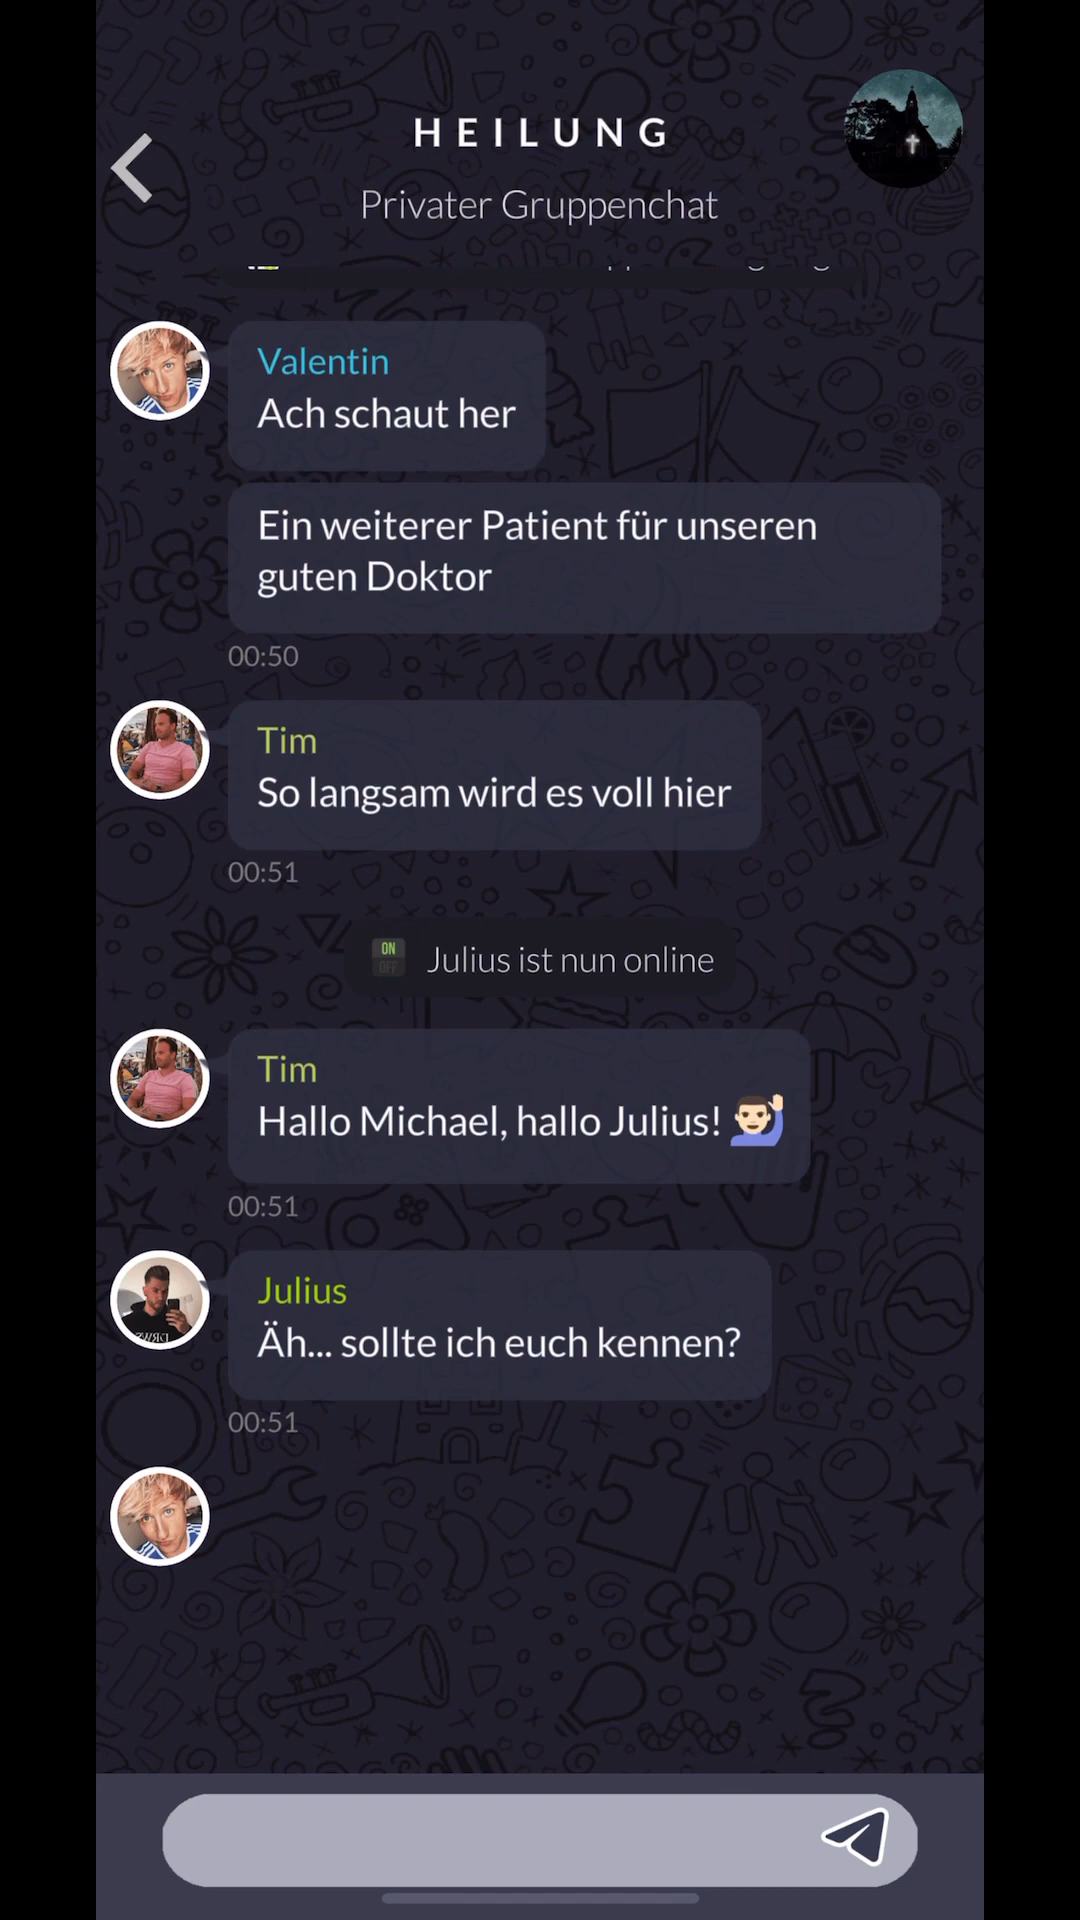 HEILUNG
Privater Gruppenchat
Valentin
Ach schaut her
Ein weiterer Patient für unseren
guten Doktor
00:50
Tim
So langsam wird es voll hier
00:51
ON
OFF
Julius ist nun online
Tim
Hallo Michael, hallo Julius!
00:51
Julius
Äh... sollte ich euch kennen?
00:51